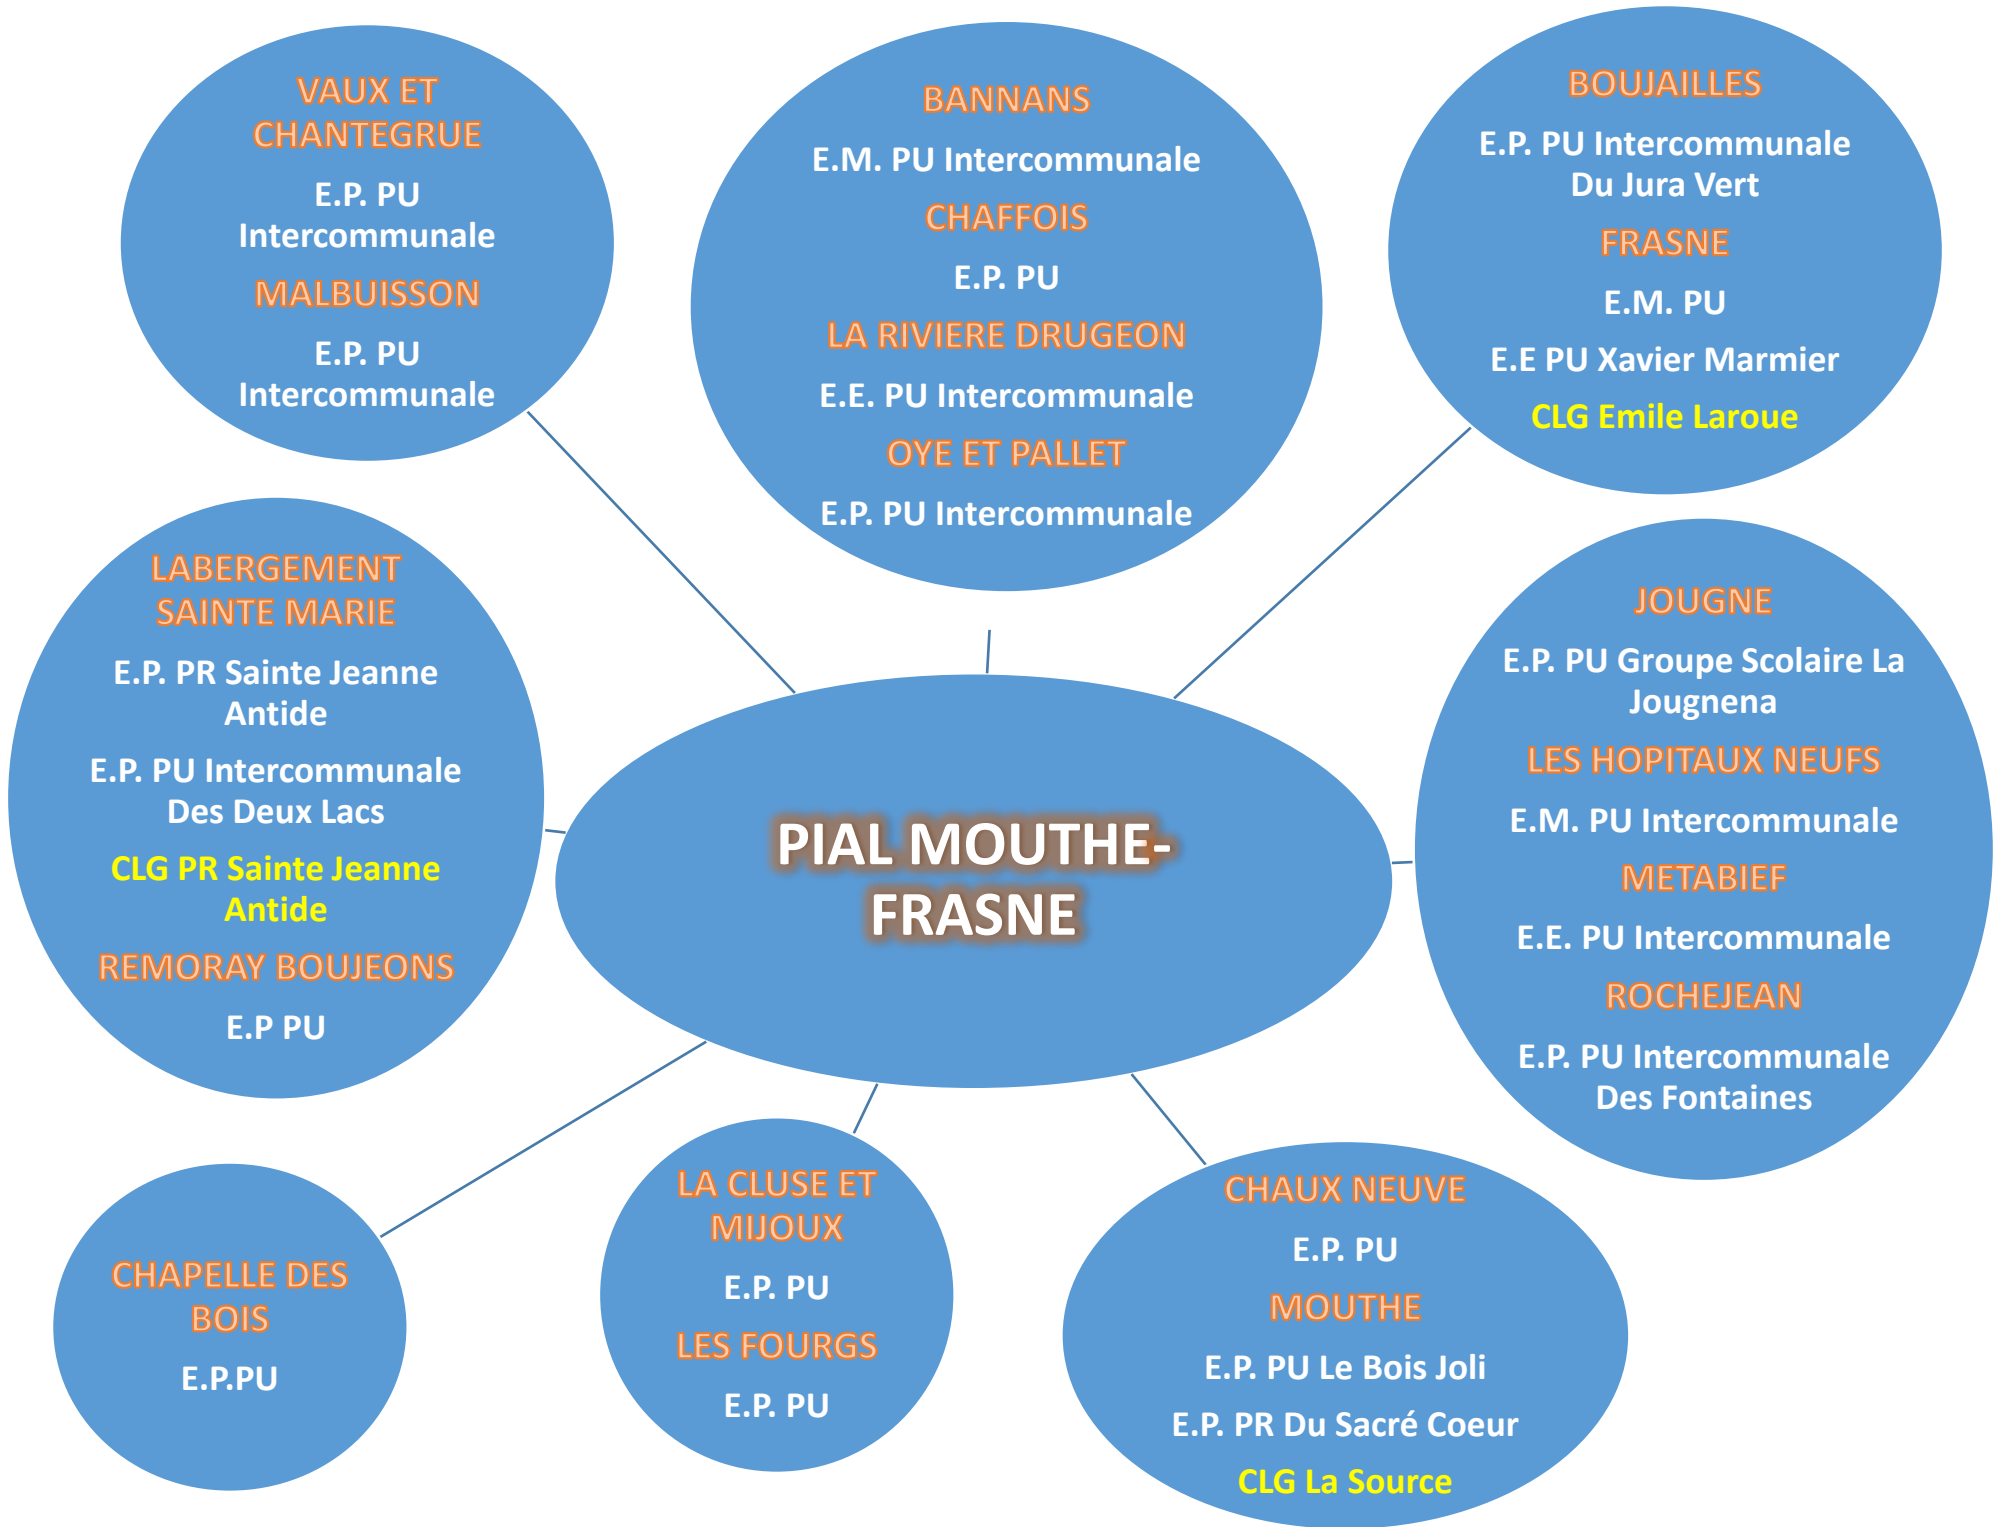 VAUX ET
CHANTEGRUE
E.P. PU
Intercommunale
MALBUISSON
E.P. PU
Intercommunale
BANNANS
E.M. PU Intercommunale
CHAFFOIS
E.P. PU
LA RIVIERE DRUGEON
E.E. PU Intercommunale
OYE ET PALLET
E.P. PU Intercommunale
BOUJAILLES
E.P. PU Intercommunale
Du Jura Vert
FRASNE
E.M. PU
E.E PU Xavier Marmier
CLG Emile Laroue
LABERGEMENT
SAINTE MARIE
E.P. PR Sainte Jeanne
Antide
E.P. PU Intercommunale
Des Deux Lacs
CLG PR Sainte Jeanne
Antide
REMORAY BOUJEONS
E.P PU
PIAL MOUTHE-
FRASNE
JOUGNE
E.P. PU Groupe Scolaire La
Jougnena
LES HOPITAUX NEUFS
E.M. PU Intercommunale
METABIEF
E.E. PU Intercommunale
ROCHEJEAN
E.P. PU Intercommunale
Des Fontaines
CHAPELLE DES
BOIS
E.P.PU
LA CLUSE ET
MIJOUX
E.P. PU
LES FOURGS
E.P. PU
CHAUX NEUVE
E.P. PU
MOUTHE
E.P. PU Le Bois Joli
E.P. PR Du Sacré Coeur
CLG La Source